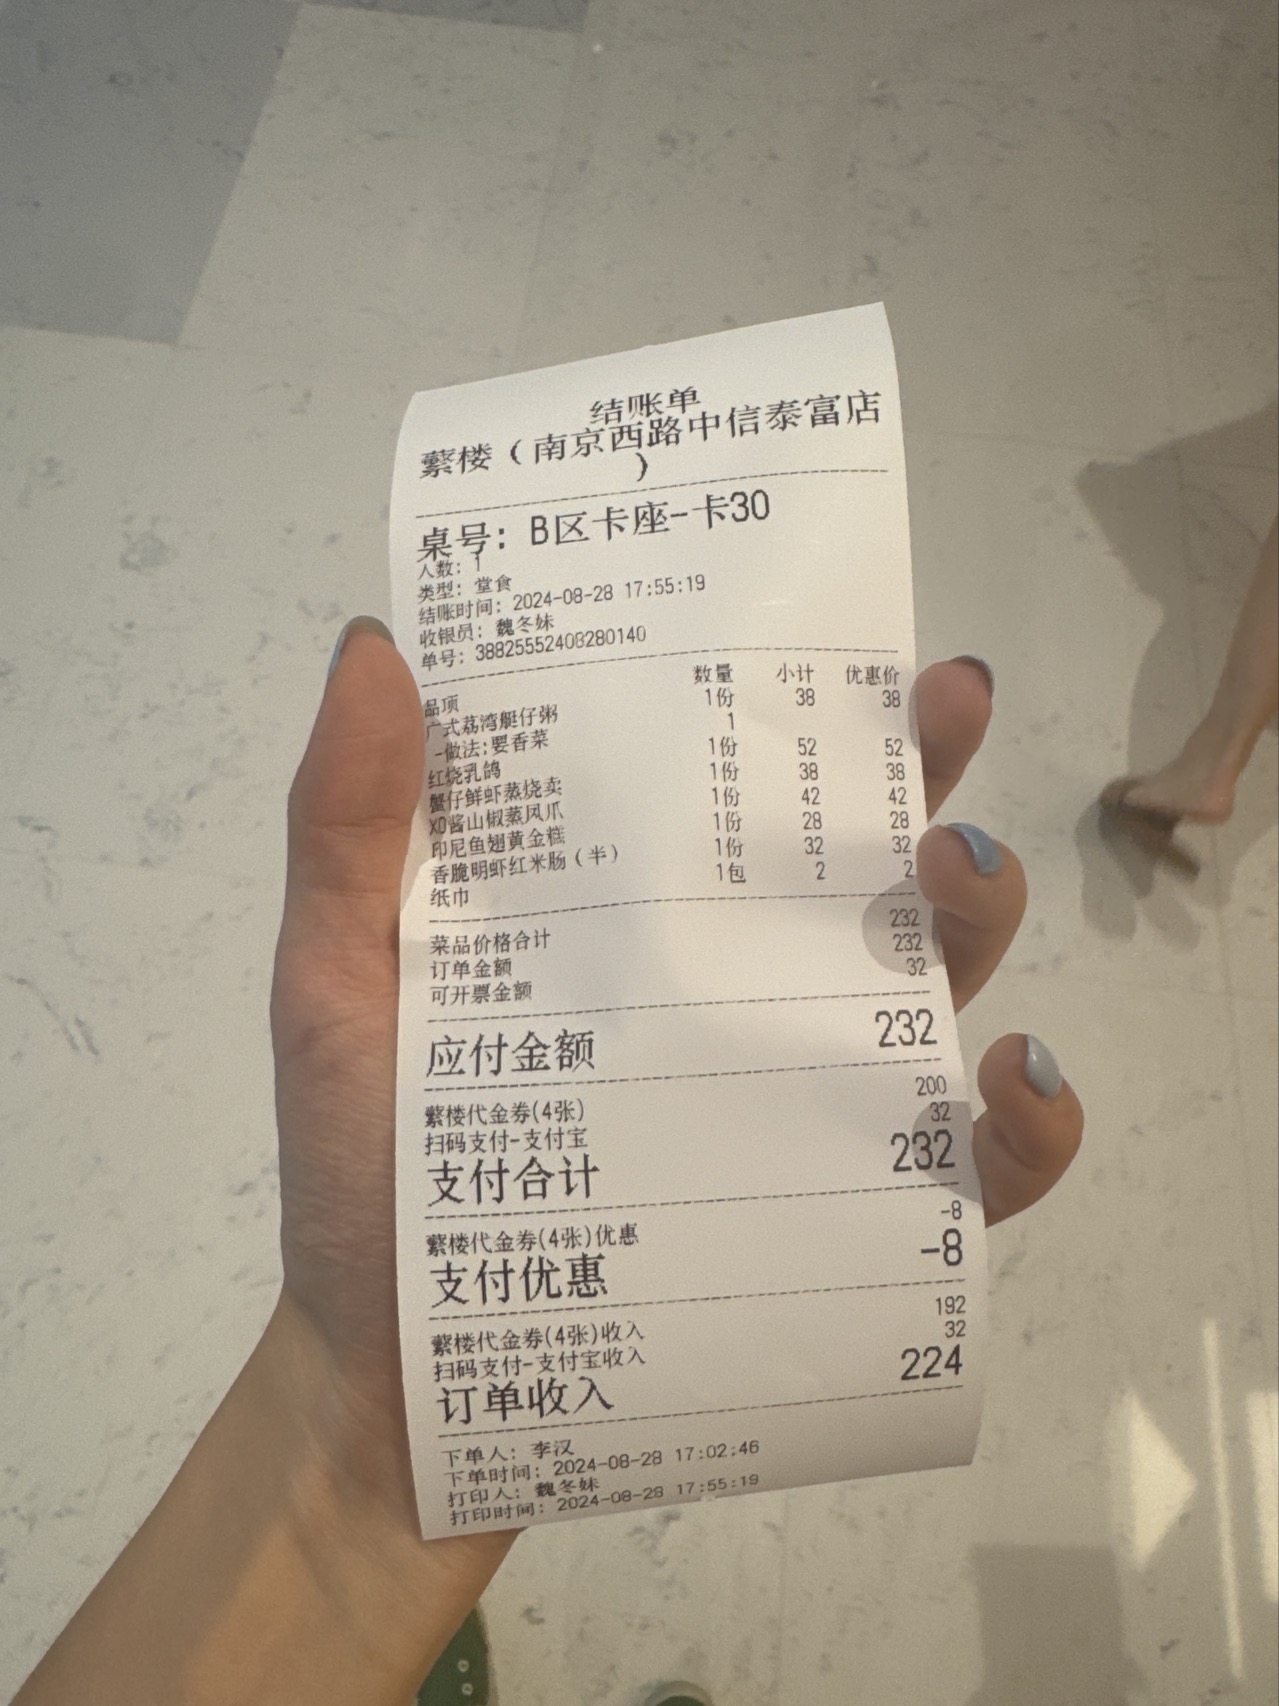 结账单
蘩楼（南京西路中信泰富店
）
桌号: B区卡座-卡30
人数: 1
类型: 堂食
结账时间: 2024-08-28 17:55:19
收银员: 魏冬妹
单号: 38825552408280140
品项 数量 小计 优惠价
广式荔湾艇仔粥 1份 38 38
-做法:要香菜 1
红烧乳鸽 1份 52 52
蟹仔鲜虾蒸烧卖 1份 38 38
XO酱山椒蒸凤爪 1份 42 42
印尼鱼翅黄金糕 1份 28 28
香脆明虾红米肠（半） 1份 32 32
纸巾 1包 2 2
菜品价格合计 232
订单金额 232
可开票金额 32
应付金额 232
蘩楼代金券(4张) 200
扫码支付-支付宝 32
支付合计 232
蘩楼代金券(4张)优惠 -8
支付优惠 -8
蘩楼代金券(4张)收入 192
扫码支付-支付宝收入 32
订单收入 224
下单人: 李汉
下单时间: 2024-08-28 17:02:46
打印人: 魏冬妹
打印时间: 2024-08-28 17:55:19